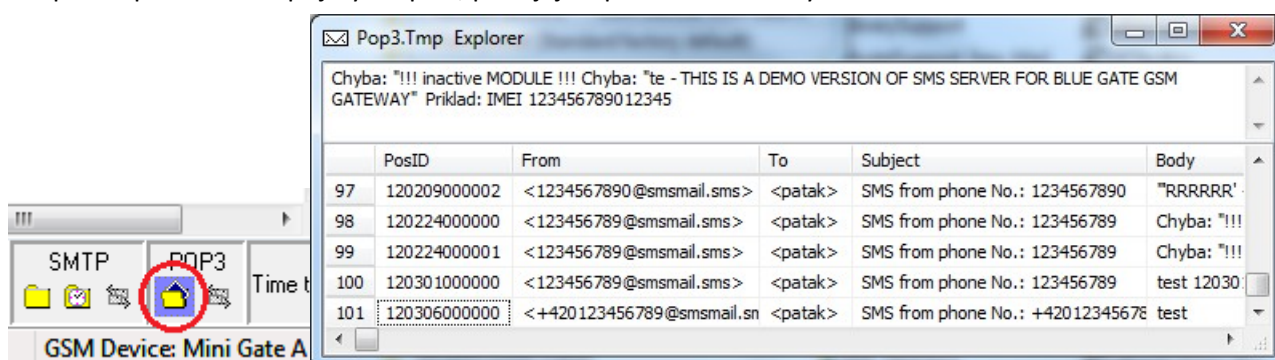 Pop3.Tmp Explorer
Chyba: "!!! inactive MODULE !!! Chyba: "te - THIS IS A DEMO VERSION OF SMS SERVER FOR BLUE GATE GSM
GATEWAY" Priklad: IMEI 123456789012345
PosID From To Subject Body
97 120209000002 <1234567890@smsmail.sms> <patak> SMS from phone No.: 1234567890 "'RRRRRR' -
98 120224000000 <123456789@smsmail.sms> <patak> SMS from phone No.: 123456789 Chyba: "!!!
99 120224000001 <123456789@smsmail.sms> <patak> SMS from phone No.: 123456789 Chyba: "!!!
100 120301000000 <123456789@smsmail.sms> <patak> SMS from phone No.: 123456789 test 12030
101 120306000000 <+420123456789@smsmail.sn <patak> SMS from phone No.: +42012345678 test
SMTP POP3
Time t
GSM Device: Mini Gate A